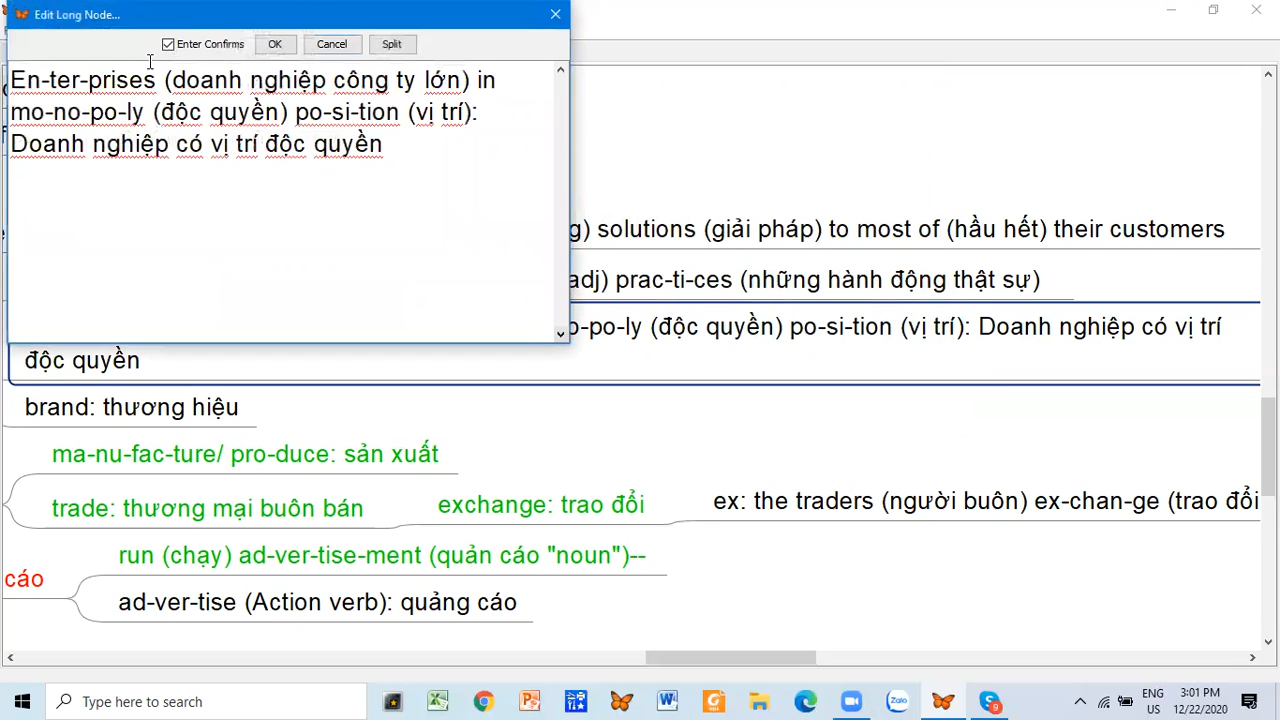 Edit Long Node...
Enter Confirms OK Cancel Split
En-ter-prises (doanh nghiệp công ty lớn) in
mo-no-po-ly (độc quyền) po-si-tion (vị trí):
Doanh nghiệp có vị trí độc quyền
g) solutions (giải pháp) to most of (hầu hết) their customers
adj) prac-ti-ces (những hành động thật sự)
o-po-ly (độc quyền) po-si-tion (vị trí): Doanh nghiệp có vị trí
độc quyền
brand: thương hiệu
ma-nu-fac-ture/ pro-duce: sản xuất
trade: thương mại buôn bán
exchange: trao đổi
ex: the traders (người buôn) ex-chan-ge (trao đổi
cáo
run (chạy) ad-ver-tise-ment (quản cáo "noun")--
ad-ver-tise (Action verb): quảng cáo
Type here to search
Zalo
9
ENG
US
3:01 PM
12/22/2020